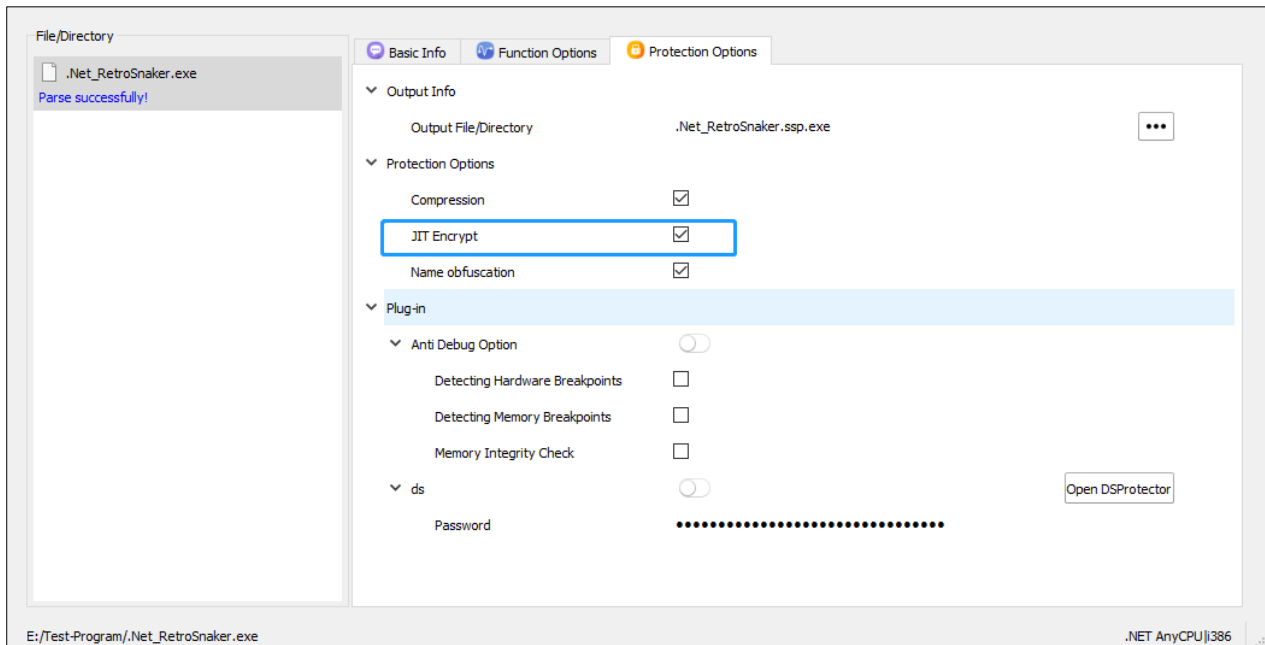 File/Directory
.Net_RetroSnaker.exe
Parse successfully!
Basic Info
Function Options
Protection Options
Output Info
Output File/Directory
.Net_RetroSnaker.ssp.exe
•••
Protection Options
Compression
JIT Encrypt
Name obfuscation
Plug-in
Anti Debug Option
Detecting Hardware Breakpoints
Detecting Memory Breakpoints
Memory Integrity Check
ds
Open DSProtector
Password
••••••••••••••••••••••••••••••••
E:/Test-Program/.Net_RetroSnaker.exe
.NET AnyCPU|i386